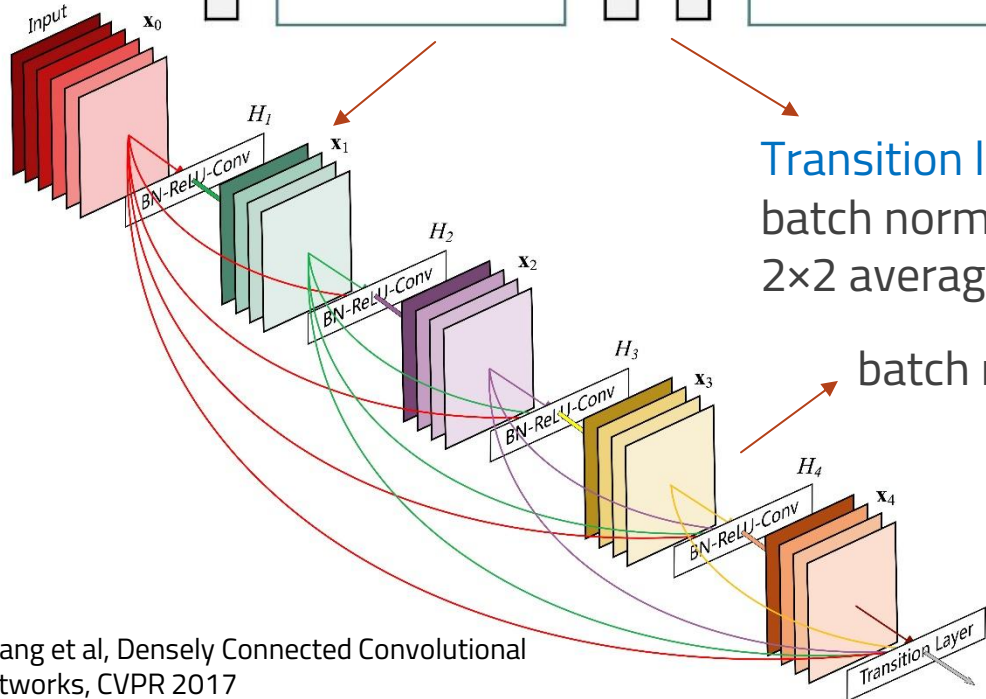 Input
x₀
H₁
BN-ReLU-Conv
x₁
H₂
BN-ReLU-Conv
x₂
H₃
BN-ReLU-Conv
x₃
H₄
BN-ReLU-Conv
x₄
Transition Layer
Transition l
batch norm
2×2 averag
batch
ang et al, Densely Connected Convolutional
tworks, CVPR 2017